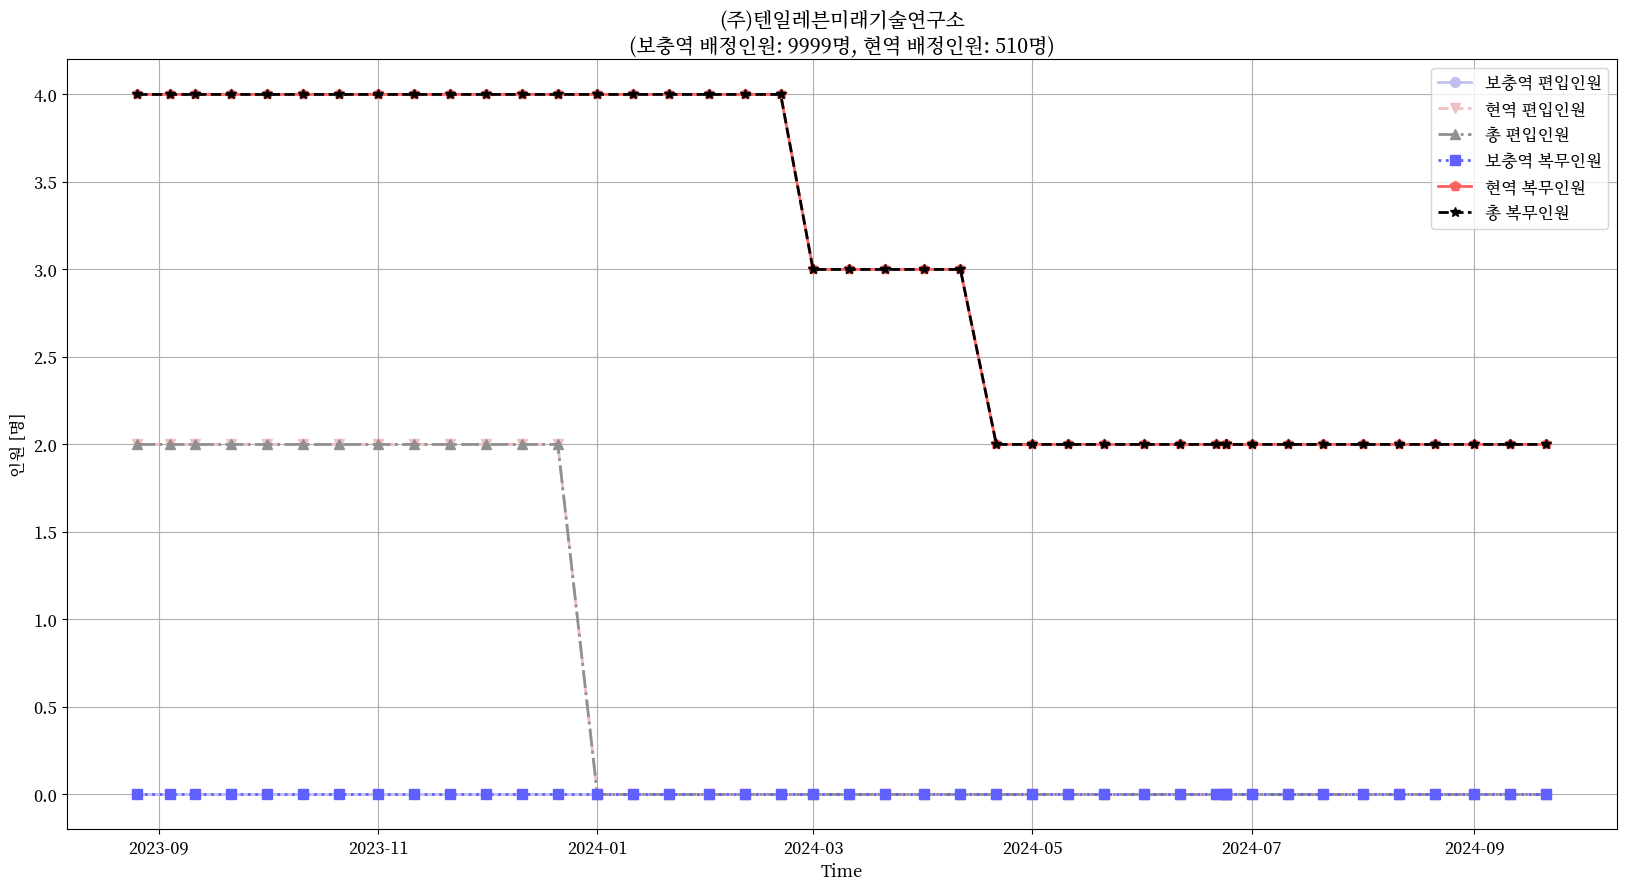 (주)텐일레븐미래기술연구소
(보충역 배정인원: 9999명, 현역 배정인원: 510명)
보충역 편입인원
현역 편입인원
총 편입인원
보충역 복무인원
현역 복무인원
총 복무인원
4.0
3.5
3.0
2.5
2.0
1.5
1.0
0.5
0.0
인원 [명]
2023-09
2023-11
2024-01
2024-03
2024-05
2024-07
2024-09
Time